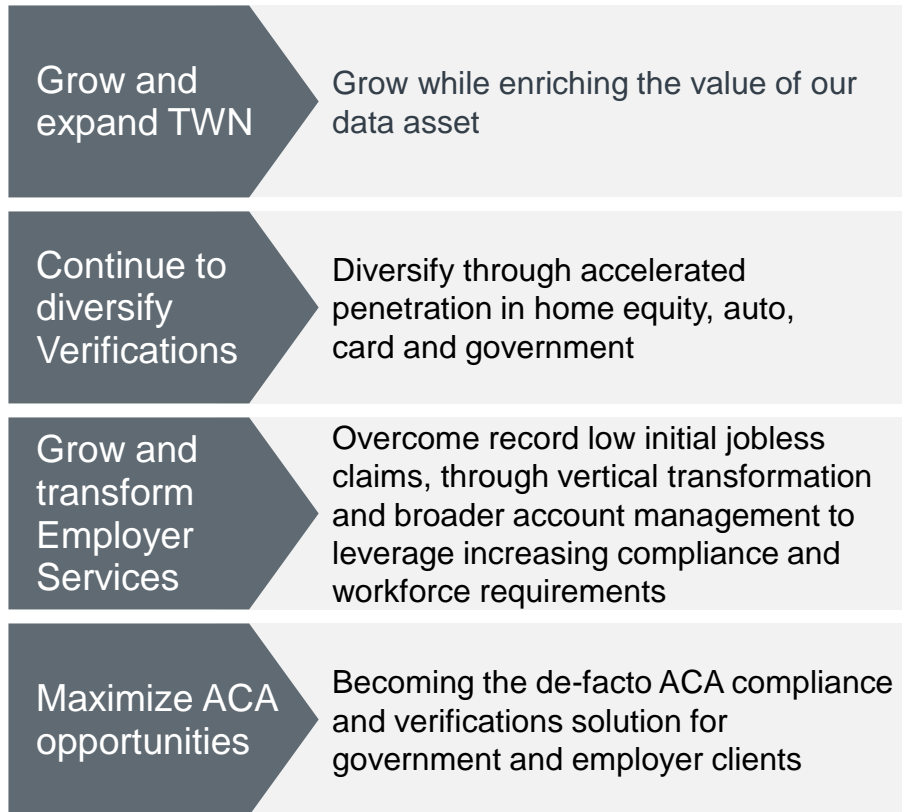 Grow and
expand TWN
Grow while enriching the value of our
data asset
Continue to
diversify
Verifications
Diversify through accelerated
penetration in home equity, auto,
card and government
Grow and
transform
Employer
Services
Overcome record low initial jobless
claims, through vertical transformation
and broader account management to
leverage increasing compliance and
workforce requirements
Maximize ACA
opportunities
Becoming the de-facto ACA compliance
and verifications solution for
government and employer clients